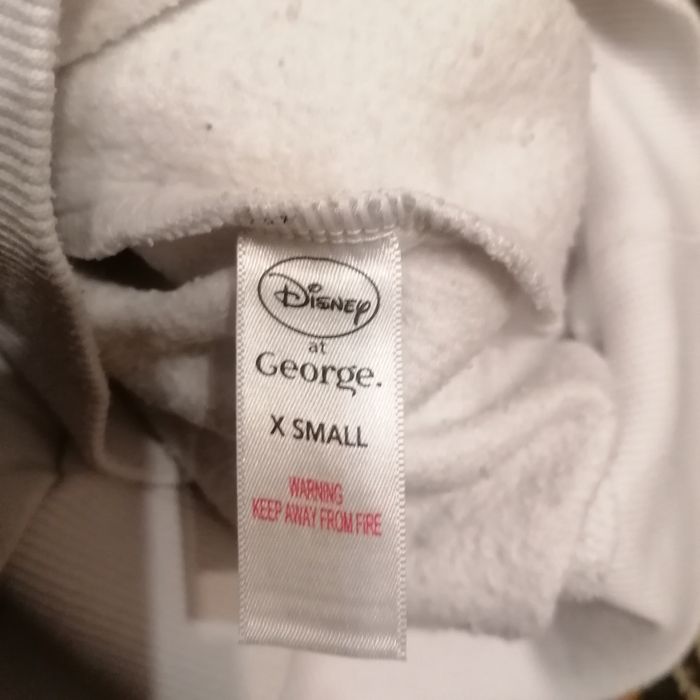 Disney
at
George.
X SMALL
WARNING
KEEP AWAY FROM FIRE